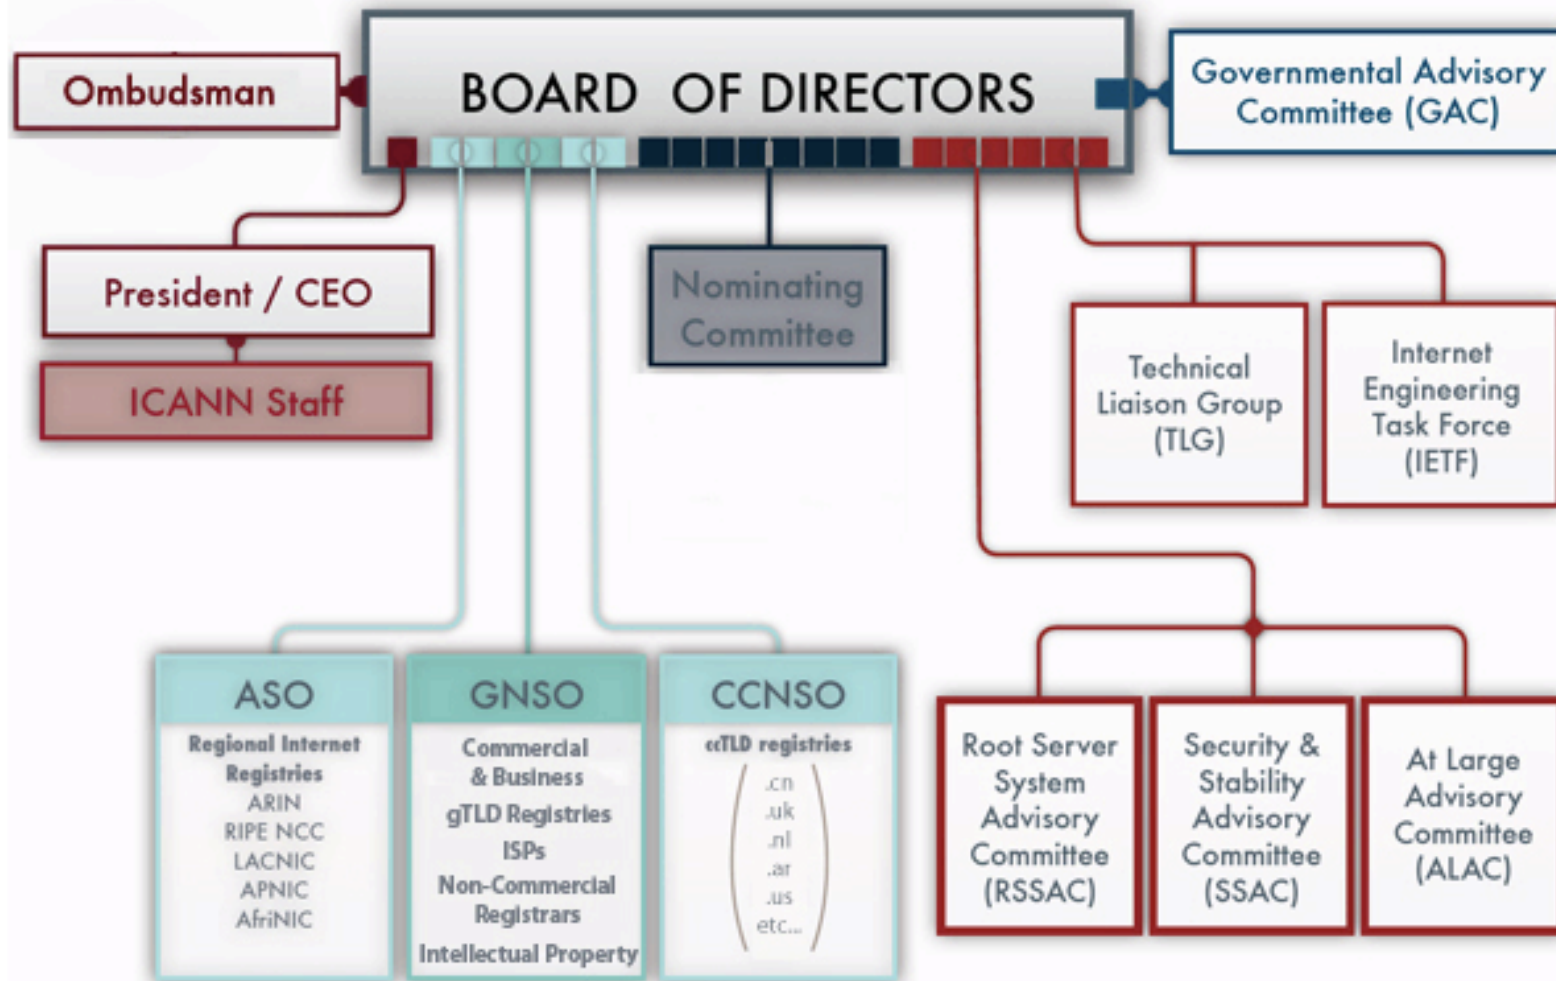 BOARD OF DIRECTORS
Ombudsman
Governmental Advisory
Committee (GAC)
President / CEO
ICANN Staff
Nominating
Committee
Technical
Liaison Group
(TLG)
Internet
Engineering
Task Force
(IETF)
ASO
Regional Internet
Registries
ARIN
RIPE NCC
LACNIC
APNIC
AfriNIC
GNSO
Commercial
& Business
gTLD Registries
ISPs
Non-Commercial
Registrars
Intellectual Property
CCNSO
ccTLD registries
.cn
.uk
.nl
.ar
.us
etc...
Root Server
System
Advisory
Committee
(RSSAC)
Security &
Stability
Advisory
Committee
(SSAC)
At Large
Advisory
Committee
(ALAC)